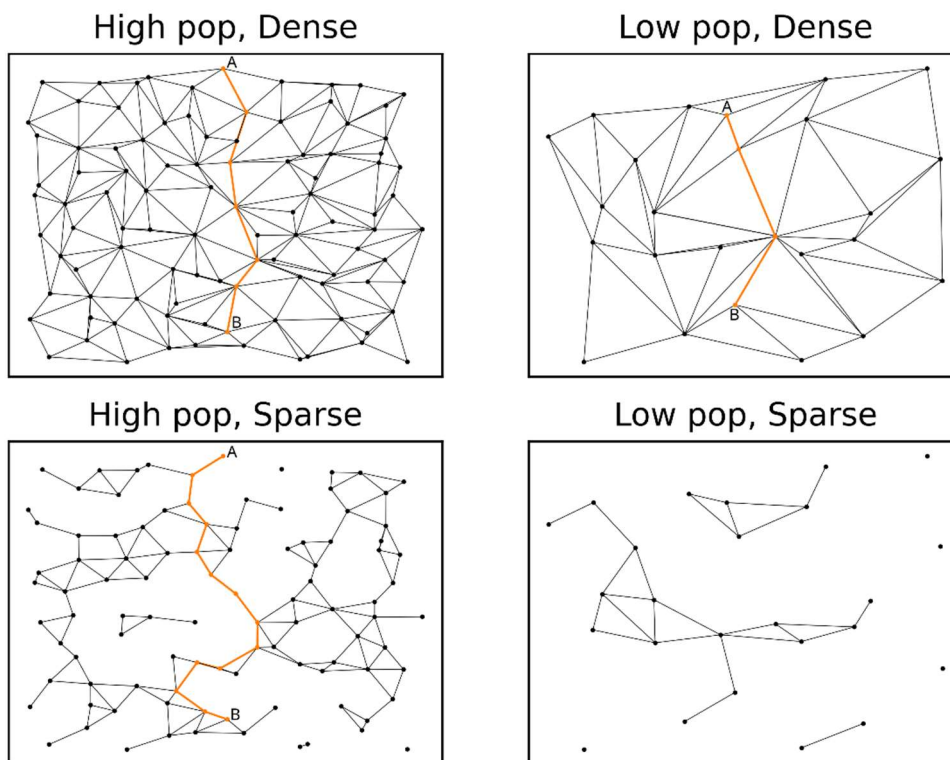 High pop, Dense
Low pop, Dense
A
B
A
B
High pop, Sparse
Low pop, Sparse
A
B